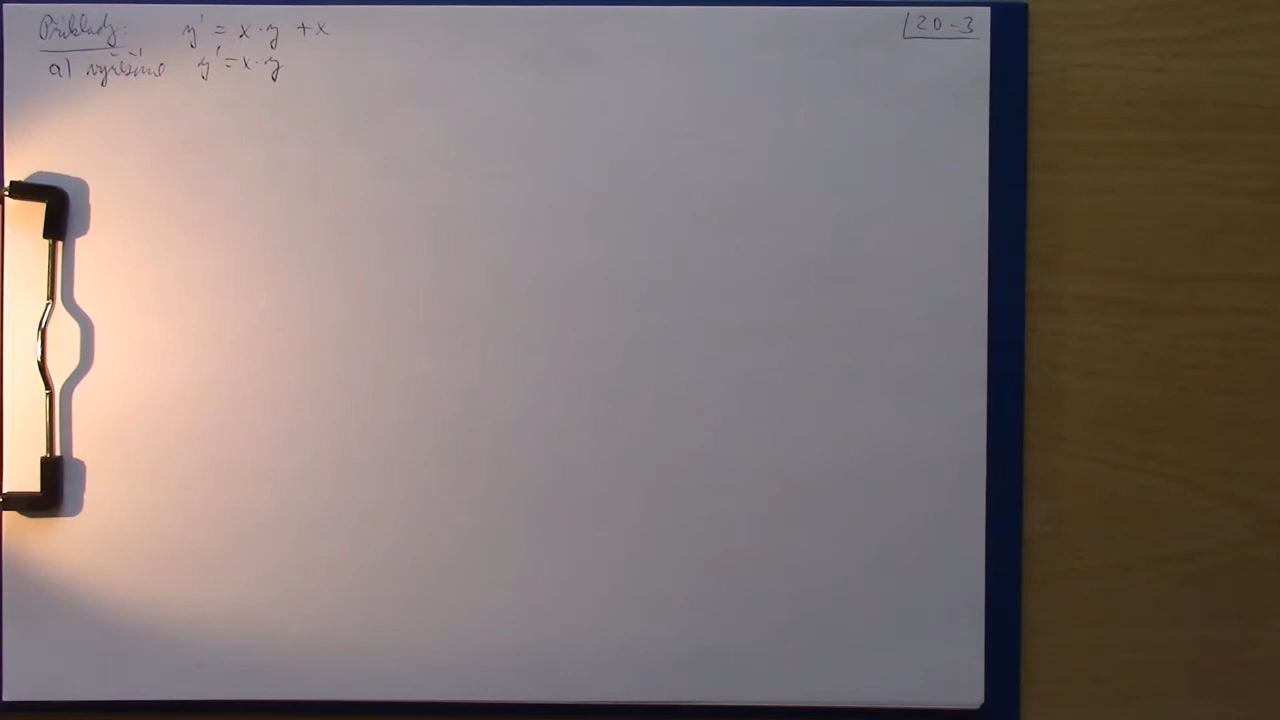 Příklady: y' = x·y + x
20-3
a) vyřešíme y' = x·y